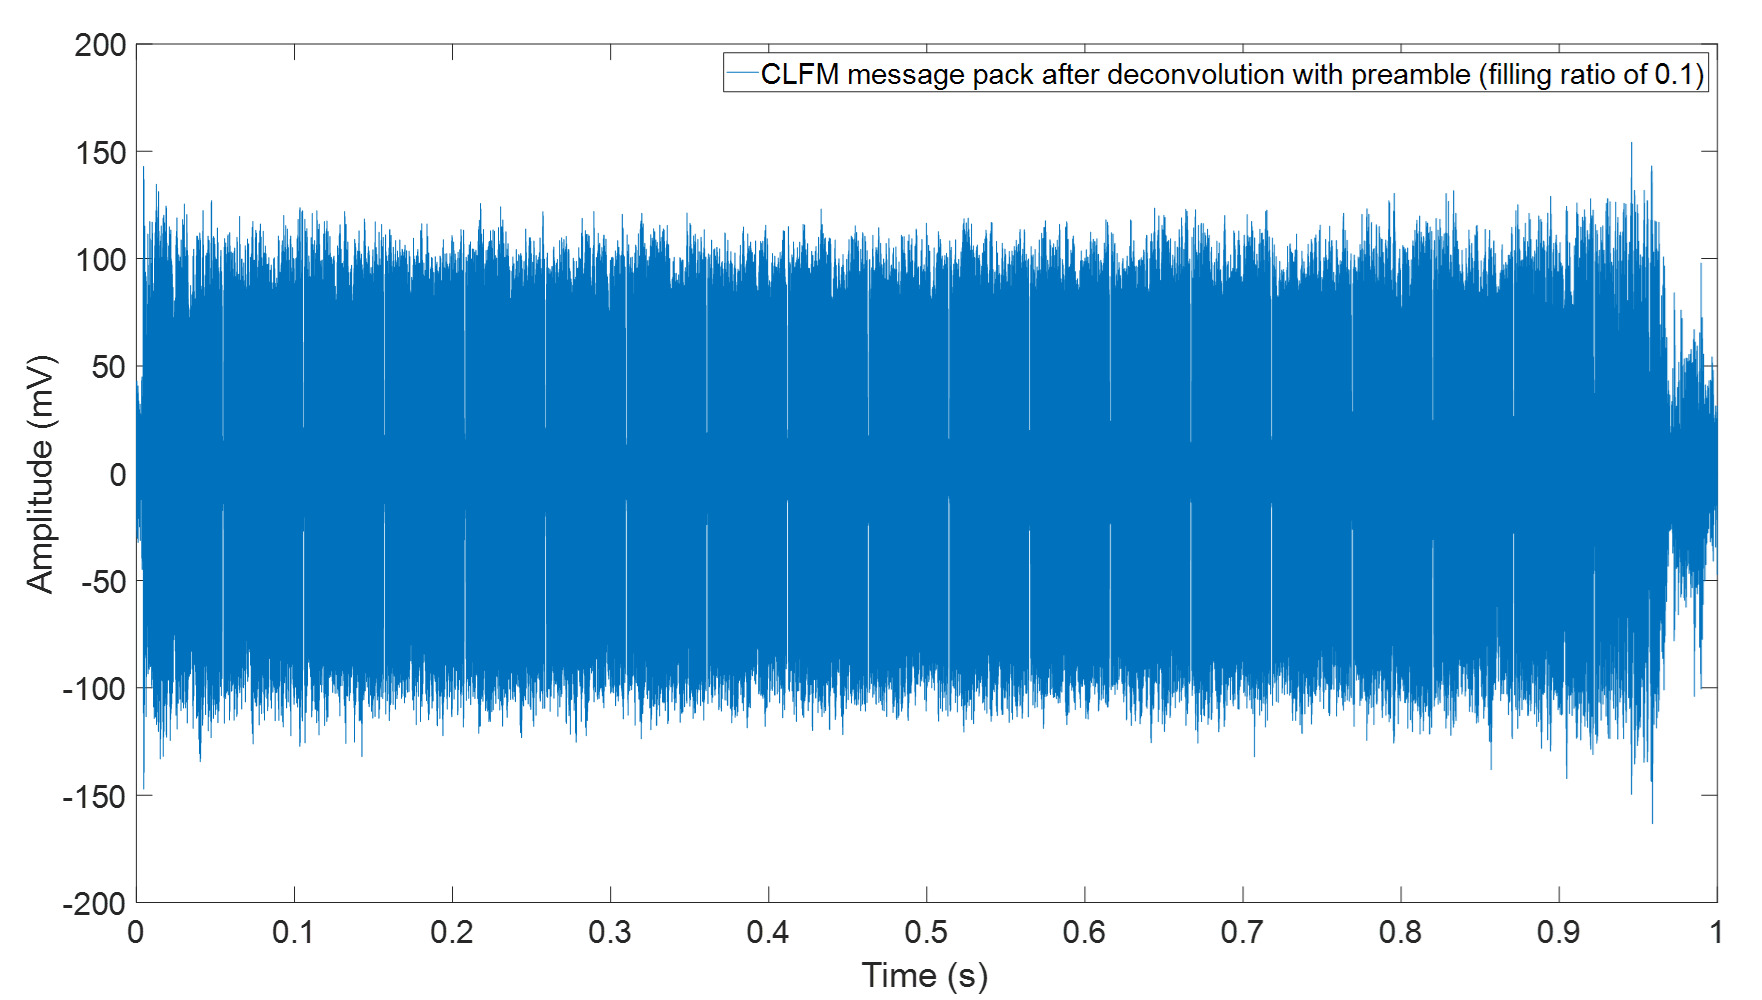 CLFM message pack after deconvolution with preamble (filling ratio of 0.1)
200
150
100
50
0
-50
-100
-150
-200
Amplitude (mV)
0 0.1 0.2 0.3 0.4 0.5 0.6 0.7 0.8 0.9 1
Time (s)